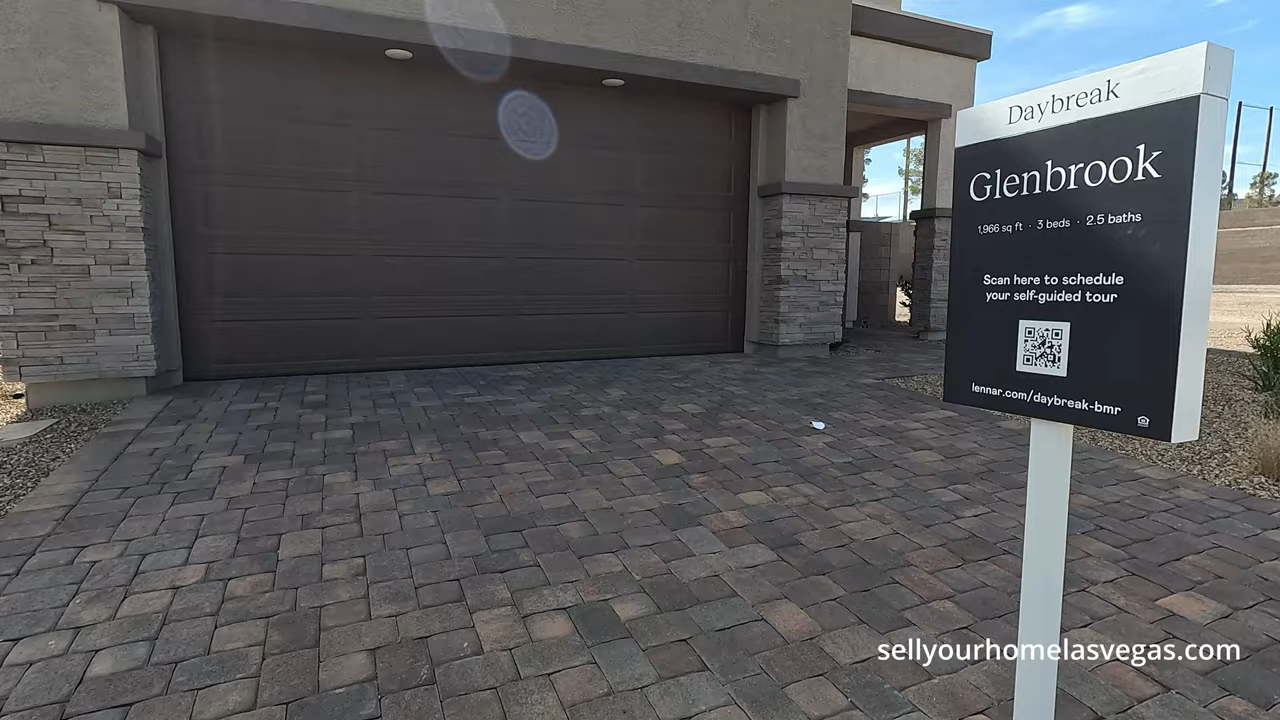 Daybreak
Glenbrook
1,966 sq ft · 3 beds · 2.5 baths
Scan here to schedule
your self-guided tour
lennar.com/daybreak-bmr
sellyourhomelasvegas.com